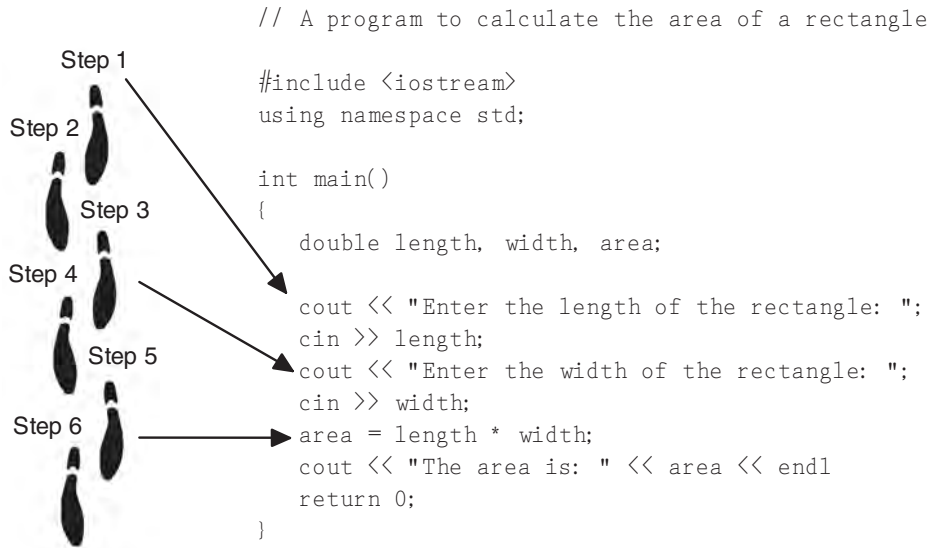 // A program to calculate the area of a rectangle
Step 1
#include <iostream>
using namespace std;
Step 2
int main()
{
Step 3
double length, width, area;
Step 4
cout << "Enter the length of the rectangle: ";
cin >> length;
Step 5
cout << "Enter the width of the rectangle: ";
cin >> width;
Step 6
area = length * width;
cout << "The area is: " << area << endl
return 0;
}